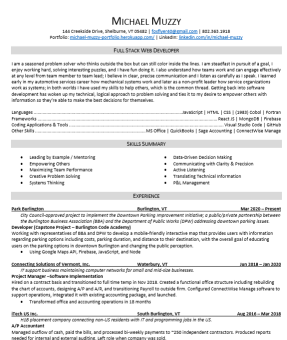 MICHAEL MUZZY
144 Creekside Drive, Shelburne, VT 05482 | | 802.363.1918
Portfolio: michael-muzzy-portfolio.herokuapp.com/ | LinkedIn: linkedin.com/in/michael-muzzy
FULL STACK WEB DEVELOPER
I am a seasoned problem solver who thinks outside the box but can still color inside the lines. I am steadfast in pursuit of a goal, I
enjoy working hard, solving interesting puzzles, and I have fun doing it. I also understand how teams work and can engage effectively
at any level from team member to team lead; I believe in clear, precise communication and I listen as carefully as I speak. I learned
early in my automotive services career how mechanical systems work and later as a non-profit leader how service organizations
work as systems; in both worlds I have used my skills to help others, which is the common thread. Getting back into software
development has woken up my technical, logical approach to problem solving and ties it to my desire to empower others with
information so they're able to make the best decisions for themselves.
Languages JavaScript | HTML | CSS | (1983) Cobol | Fortran
Frameworks React.JS | MongoDB | Firebase
Coding Applications & Tools Visual Studio Code | GitHub
Other Skills MS Office | QuickBooks | Sage Accounting | ConnectWise Manage
SKILLS SUMMARY
• Leading by Example / Mentoring
• Empowering Others
• Maximizing Team Performance
• Creative Problem Solving
• Systems Thinking
• Data-Driven Decision Making
• Communicating with Clarity & Precision
• Active Listening
• Translating Technical Information
• P&L Management
EXPERIENCE
Park Burlington Burlington, VT Mar 2020 – Present
City Council-approved project to implement the Downtown Parking Improvement Initiative; a public/private partnership between
the Burlington Business Association (BBA) and the Department of Public Works (DPW) addressing downtown parking issues.
Developer (Capstone Project – Burlington Code Academy)
Working with representatives of BBA and DPW to develop a mobile-friendly interactive map that provides users with information
regarding parking options including costs, parking duration, and distance to their destination, with the overall goal of educating
users on parking options in downtown Burlington and changing the public perception.
• Using Google Maps API, Firebase/JavaScript, and Node
Connecting Solutions of Vermont, Inc. Waterbury, VT Jan 2018 – Jan 2020
IT support business relationship computer networks for small and mid-size businesses.
Project Manager –Software Implementation
Hired on a contract basis and transitioned to full time temp in Nov 2018. Created a functional office structure including rebuilding
the chart of accounts, designing A/P and A/R, and transitioning Payroll to outside firm. Configured ConnectWise Manage software to
support operations, integrated it with existing accounting package, and launched.
• Transformed office and accounting operations in 18 months
iTech US Inc. South Burlington, VT Aug 2016 – Mar 2018
H1B placement company connecting non-US residents with IT and programming jobs in the US.
A/P Accountant
Managed outflow of cash, paid the bills, and processed bi-weekly payments to ~250 independent contractors. Produced reports
needed for internal and external auditing. Left role when company was sold.